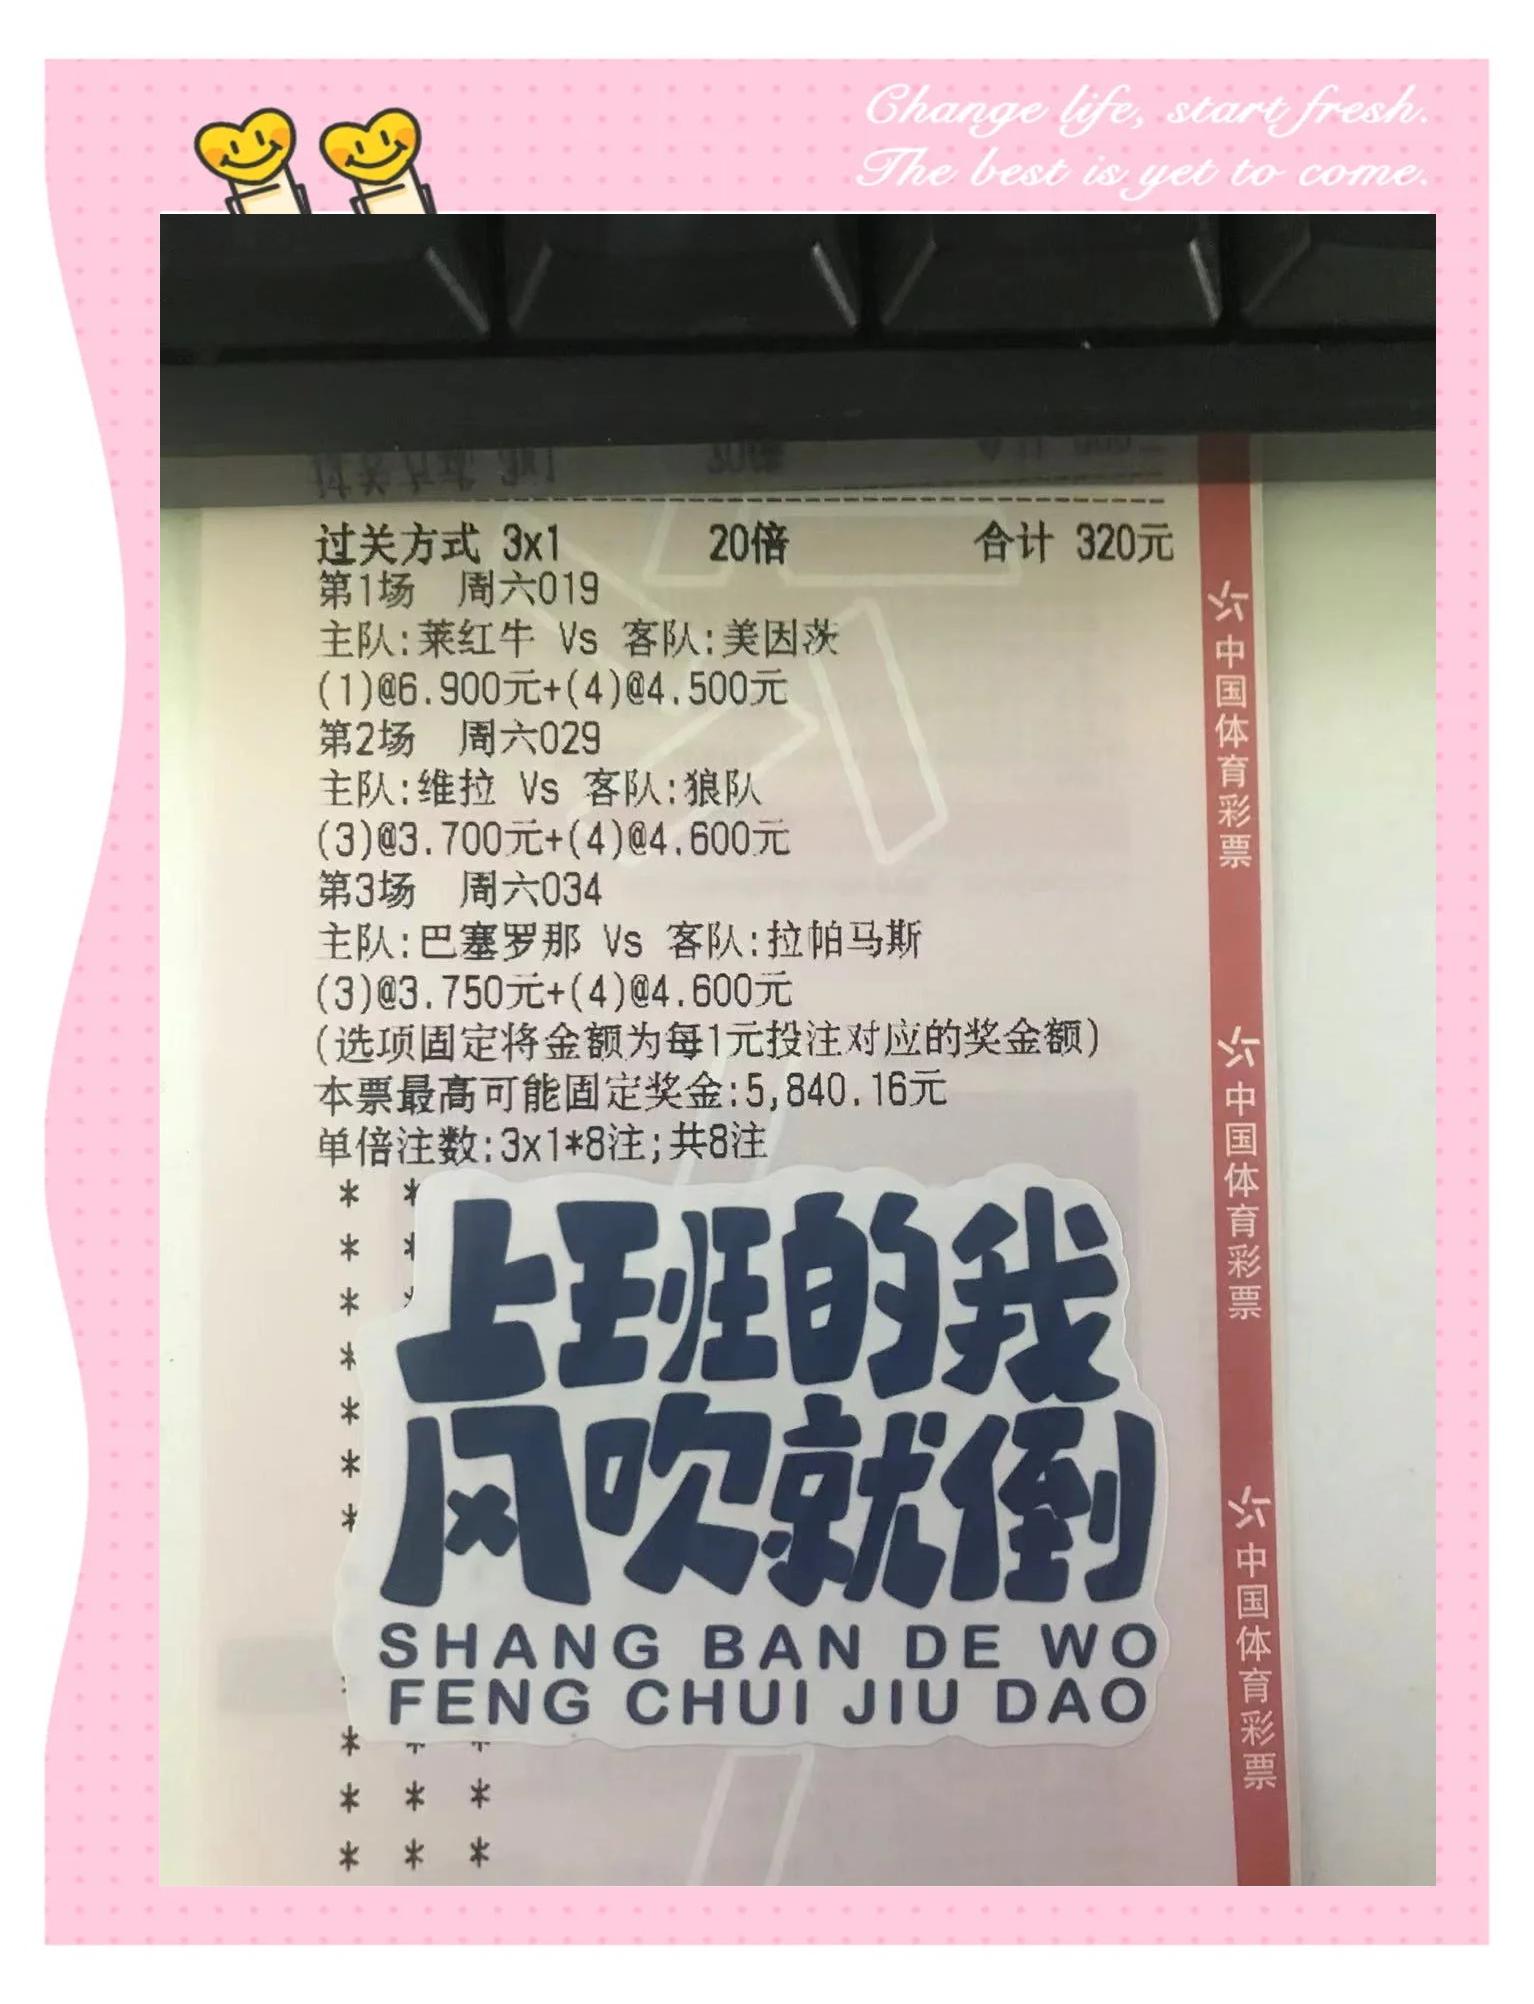 Change life, start fresh.
The best is yet to come.
过关方式 3x1 20倍 合计 320元
第1场 周六019
主队:莱红牛 Vs 客队:美因茨
(1)@6.900元+(4)@4.500元
第2场 周六029
主队:维拉 Vs 客队:狼队
(3)@3.700元+(4)@4.600元
第3场 周六034
主队:巴塞罗那 Vs 客队:拉帕马斯
(3)@3.750元+(4)@4.600元
(选项固定将金额为每1元投注对应的奖金额)
本票最高可能固定奖金:5,840.16元
单倍注数:3x1*8注;共8注
* *
* *
* *
*
*
*
*
上班的我
风吹就倒
SHANG BAN DE WO
FENG CHUI JIU DAO
* * *
* * *
* * *
中国体育彩票
中国体育彩票
中国体育彩票